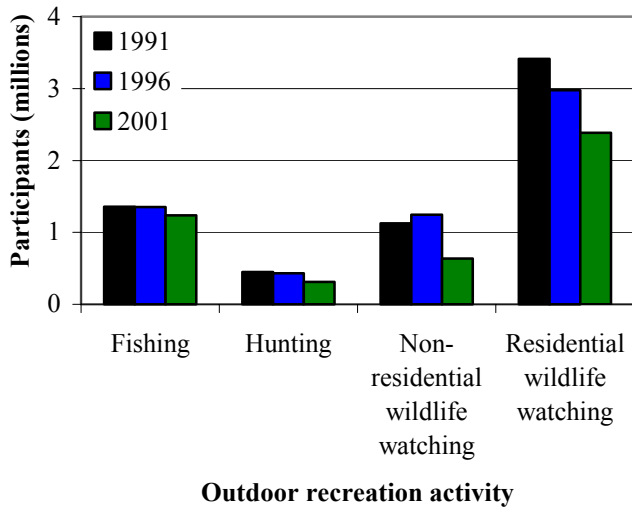 Participants (millions)
4
3
2
1
0
1991
1996
2001
Fishing
Hunting
Non-
residential
wildlife
watching
Residential
wildlife
watching
Outdoor recreation activity